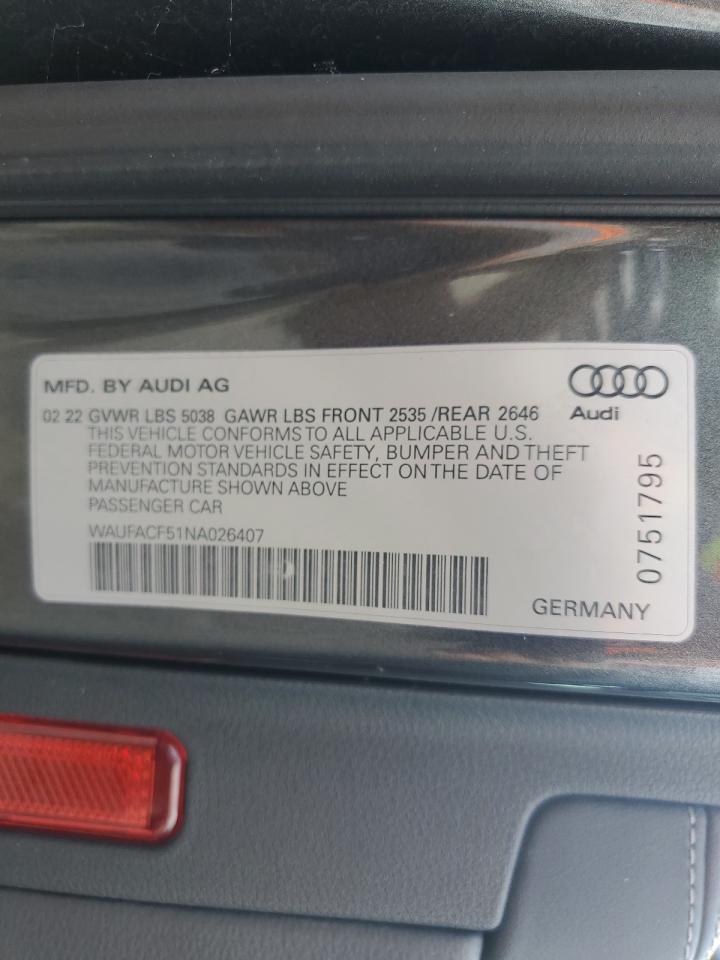 MFD. BY AUDI AG
Audi
02 22 GVWR LBS 5038 GAWR LBS FRONT 2535 /REAR 2646
THIS VEHICLE CONFORMS TO ALL APPLICABLE U.S.
FEDERAL MOTOR VEHICLE SAFETY, BUMPER AND THEFT
PREVENTION STANDARDS IN EFFECT ON THE DATE OF
MANUFACTURE SHOWN ABOVE
PASSENGER CAR
WAUFACF51NA026407
0751795
GERMANY